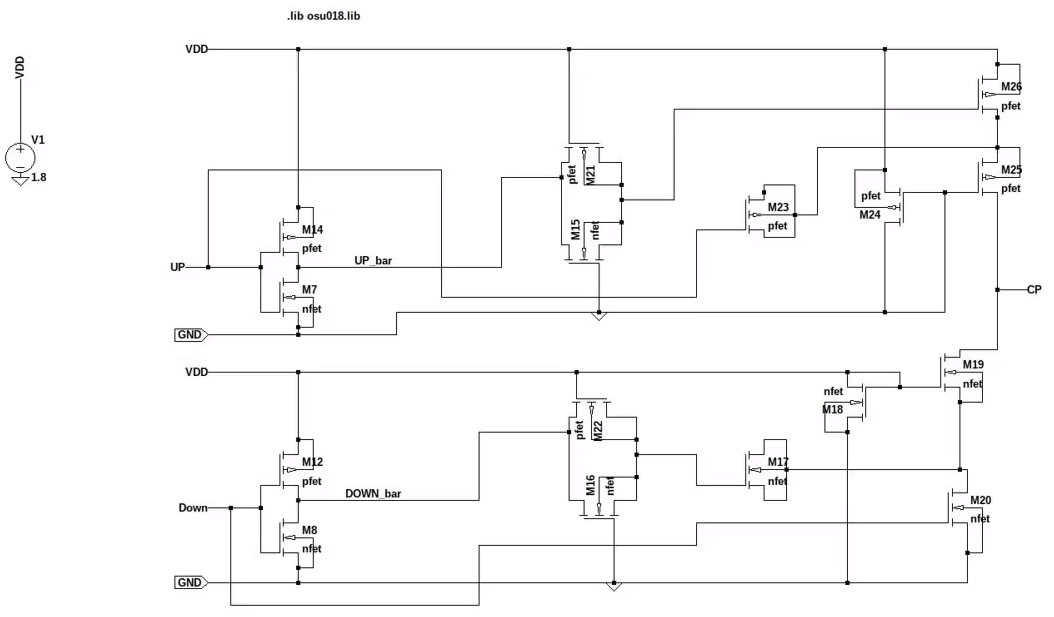 .lib osu018.lib
VDD
VDD
V1
1.8
M26
pfet
pfet
M21
M25
pfet
M15
nfet
M23
pfet
pfet
M24
M14
pfet
UP
UP_bar
M7
nfet
CP
GND
VDD
M19
nfet
nfet
M18
pfet
M22
M12
pfet
M17
nfet
M16
nfet
DOWN_bar
Down
M20
nfet
M8
nfet
GND